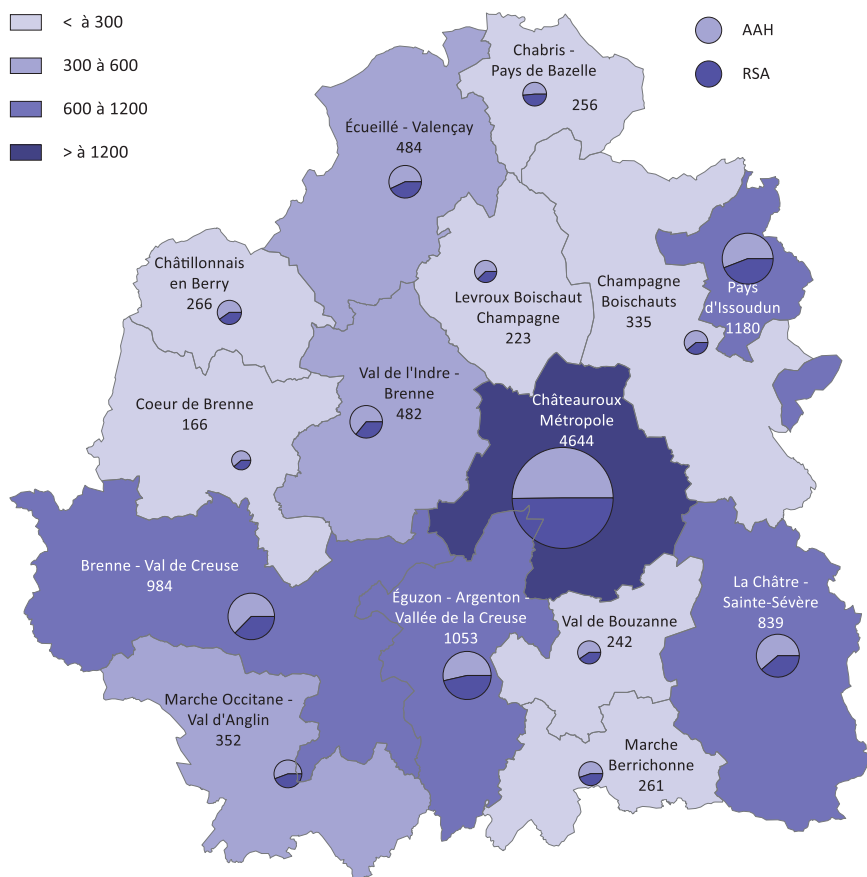 < à 300
300 à 600
600 à 1200
> à 1200
AAH
RSA
Chabris -
Pays de Bazelle
256
Écueillé - Valençay
484
Châtillonnais
en Berry
266
Levroux Boischaut
Champagne
223
Champagne
Boischauts
335
Pays
d'Issoudun
1180
Coeur de Brenne
166
Val de l'Indre -
Brenne
482
Châteauroux
Métropole
4644
Brenne - Val de Creuse
984
Éguzon - Argenton -
Vallée de la Creuse
1053
Val de Bouzanne
242
La Châtre -
Sainte-Sévère
839
Marche Occitane -
Val d'Anglin
352
Marche
Berrichonne
261